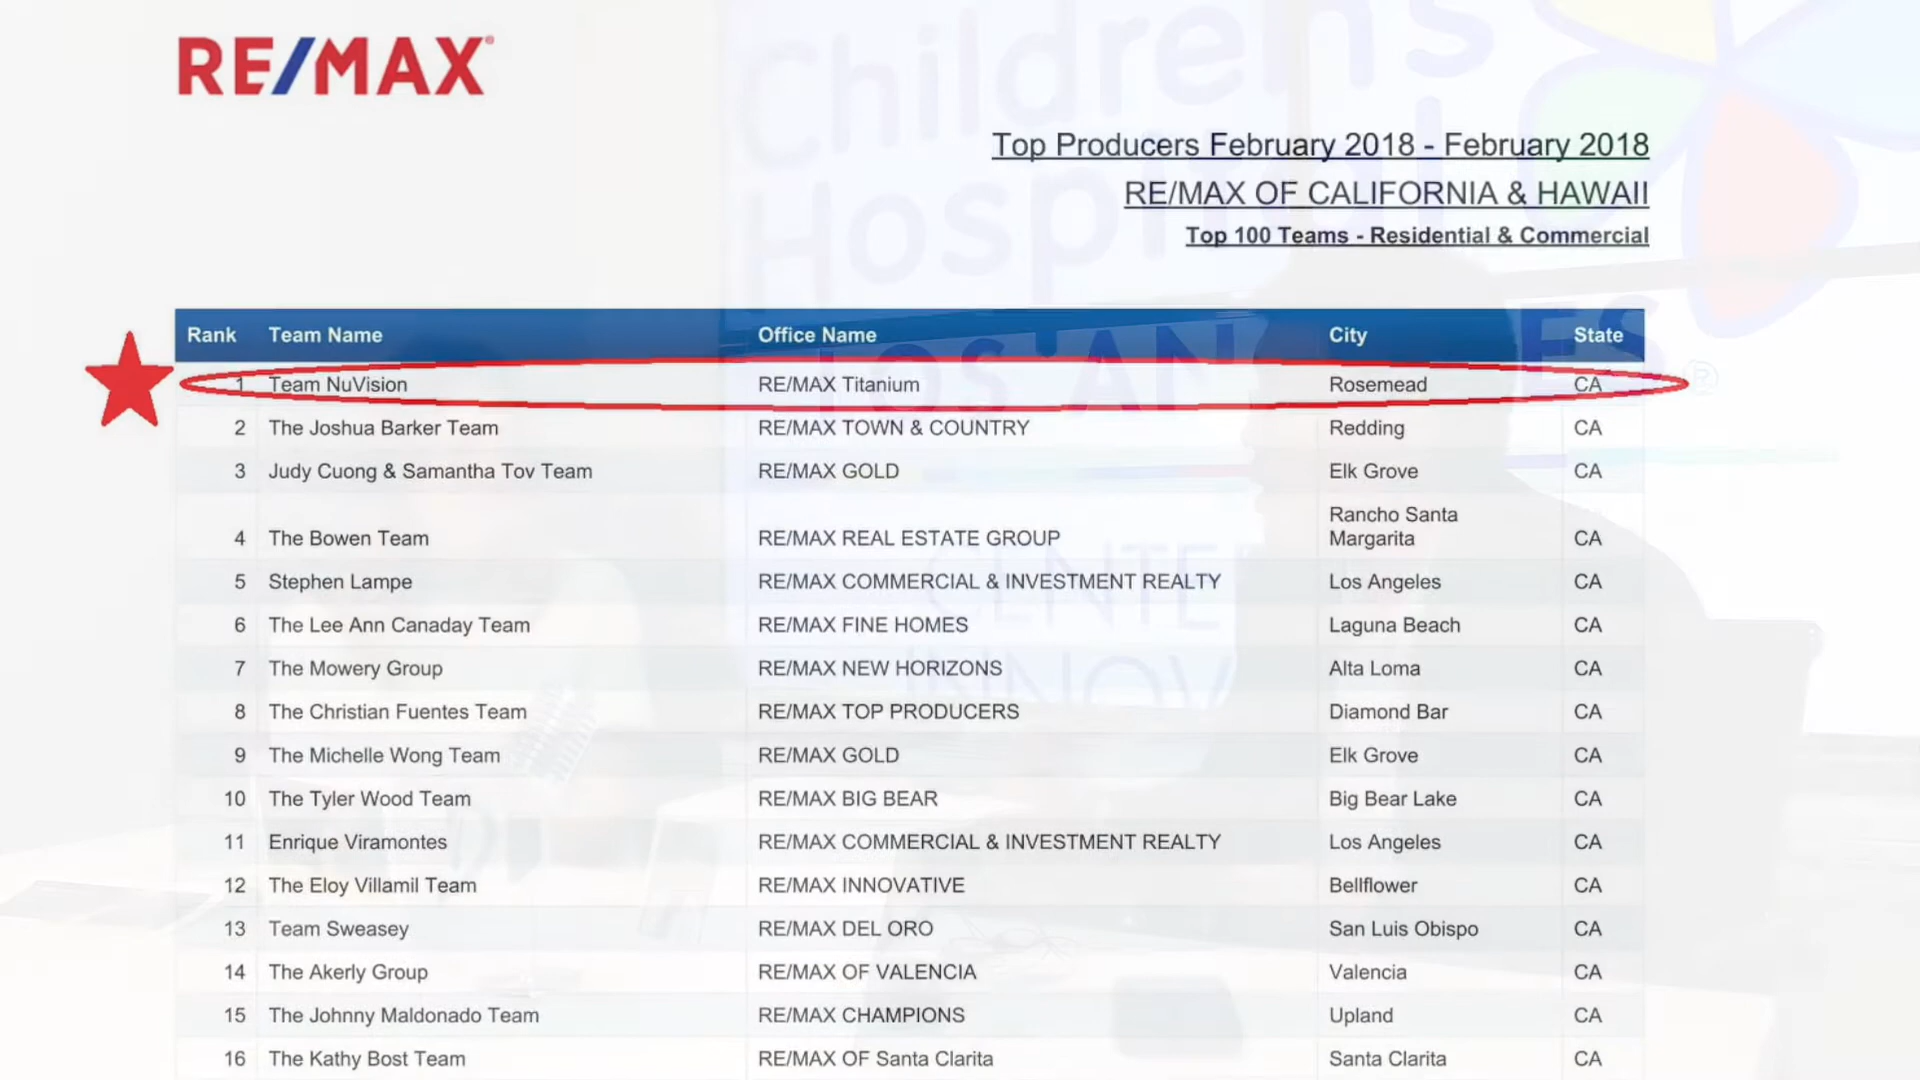 RE/MAX®
Top Producers February 2018 - February 2018
RE/MAX OF CALIFORNIA & HAWAII
Top 100 Teams - Residential & Commercial
Rank Team Name Office Name City State
1 Team NuVision RE/MAX Titanium Rosemead CA
2 The Joshua Barker Team RE/MAX TOWN & COUNTRY Redding CA
3 Judy Cuong & Samantha Tov Team RE/MAX GOLD Elk Grove CA
4 The Bowen Team RE/MAX REAL ESTATE GROUP Rancho Santa
Margarita CA
5 Stephen Lampe RE/MAX COMMERCIAL & INVESTMENT REALTY Los Angeles CA
6 The Lee Ann Canaday Team RE/MAX FINE HOMES Laguna Beach CA
7 The Mowery Group RE/MAX NEW HORIZONS Alta Loma CA
8 The Christian Fuentes Team RE/MAX TOP PRODUCERS Diamond Bar CA
9 The Michelle Wong Team RE/MAX GOLD Elk Grove CA
10 The Tyler Wood Team RE/MAX BIG BEAR Big Bear Lake CA
11 Enrique Viramontes RE/MAX COMMERCIAL & INVESTMENT REALTY Los Angeles CA
12 The Eloy Villamil Team RE/MAX INNOVATIVE Bellflower CA
13 Team Sweasey RE/MAX DEL ORO San Luis Obispo CA
14 The Akerly Group RE/MAX OF VALENCIA Valencia CA
15 The Johnny Maldonado Team RE/MAX CHAMPIONS Upland CA
16 The Kathy Bost Team RE/MAX OF Santa Clarita Santa Clarita CA
Childrens
Hospital
LOS ANGELES®